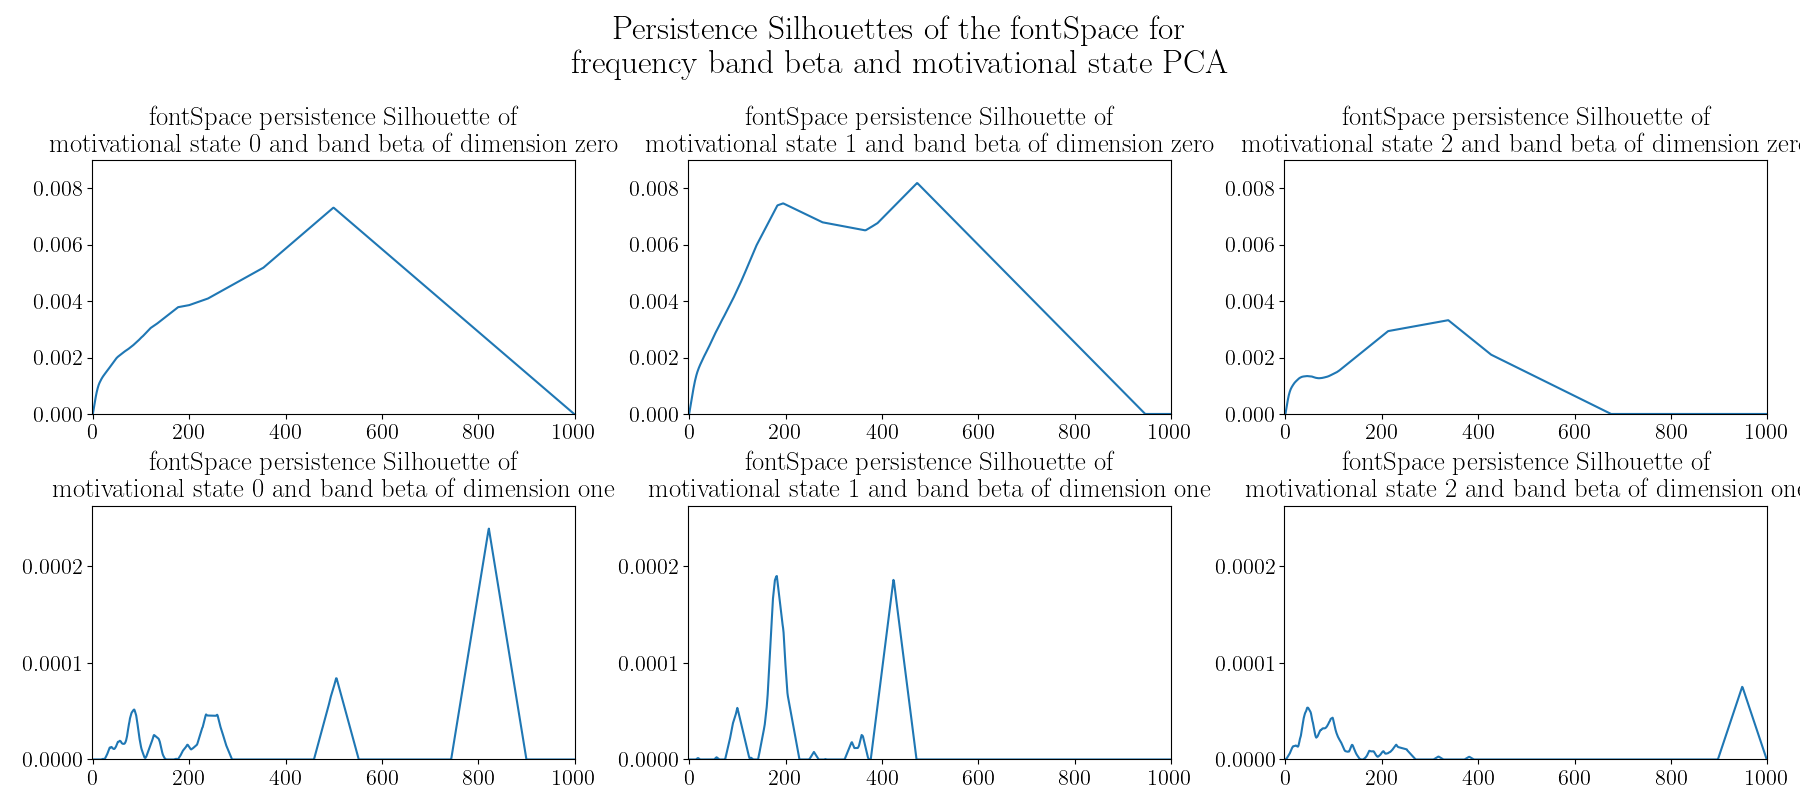 Persistence Silhouettes of the fontSpace for
frequency band beta and motivational state PCA
fontSpace persistence Silhouette of
motivational state 0 and band beta of dimension zero
0.008
0.006
0.004
0.002
0.000
0 200 400 600 800 1000
fontSpace persistence Silhouette of
motivational state 1 and band beta of dimension zero
0.008
0.006
0.004
0.002
0.000
0 200 400 600 800 1000
fontSpace persistence Silhouette of
motivational state 2 and band beta of dimension zero
0.008
0.006
0.004
0.002
0.000
0 200 400 600 800 1000
fontSpace persistence Silhouette of
motivational state 0 and band beta of dimension one
0.0002
0.0001
0.0000
0 200 400 600 800 1000
fontSpace persistence Silhouette of
motivational state 1 and band beta of dimension one
0.0002
0.0001
0.0000
0 200 400 600 800 1000
fontSpace persistence Silhouette of
motivational state 2 and band beta of dimension one
0.0002
0.0001
0.0000
0 200 400 600 800 1000